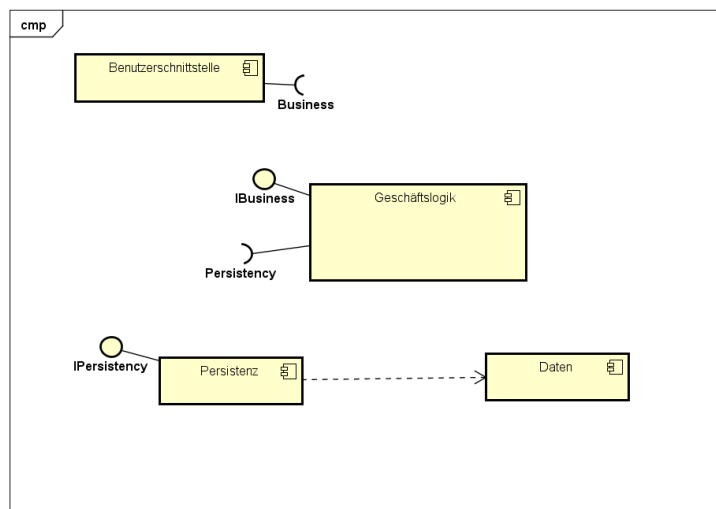 cmp
Benutzerschnittstelle
Business
IBusiness
Geschäftslogik
Persistency
IPersistency
Persistenz
Daten